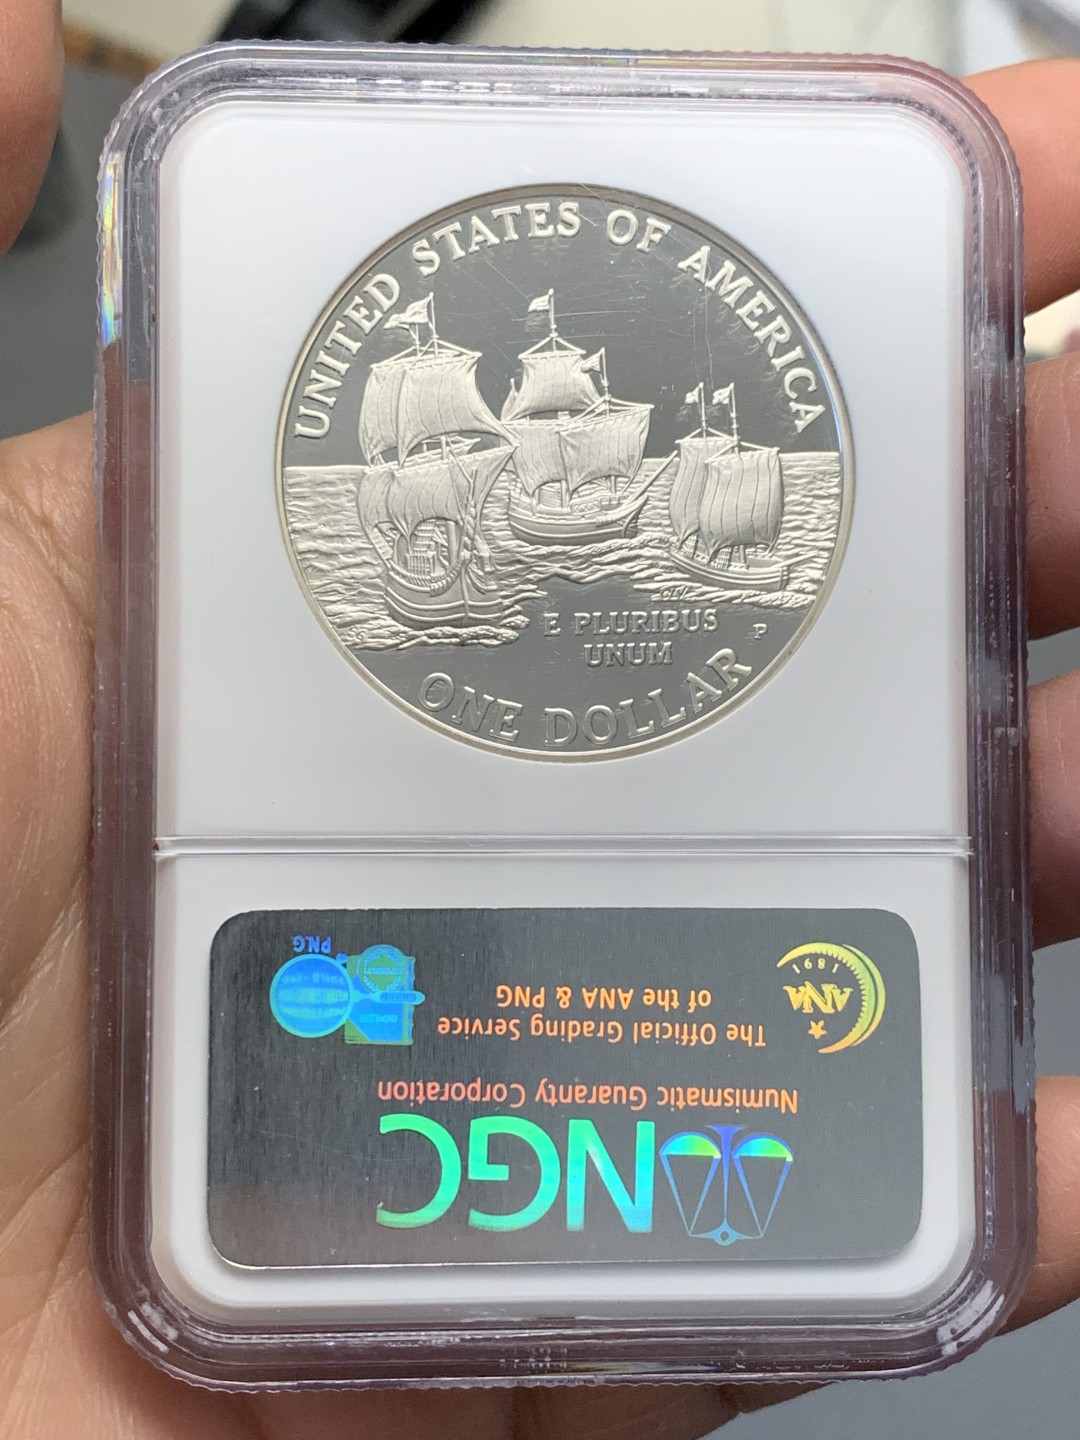 UNITED STATES OF AMERICA
E PLURIBUS
UNUM
P
ONE DOLLAR
NGC
Numismatic Guaranty Corporation
The Official Grading Service
of the ANA & PNG
1891
ANA
PNG